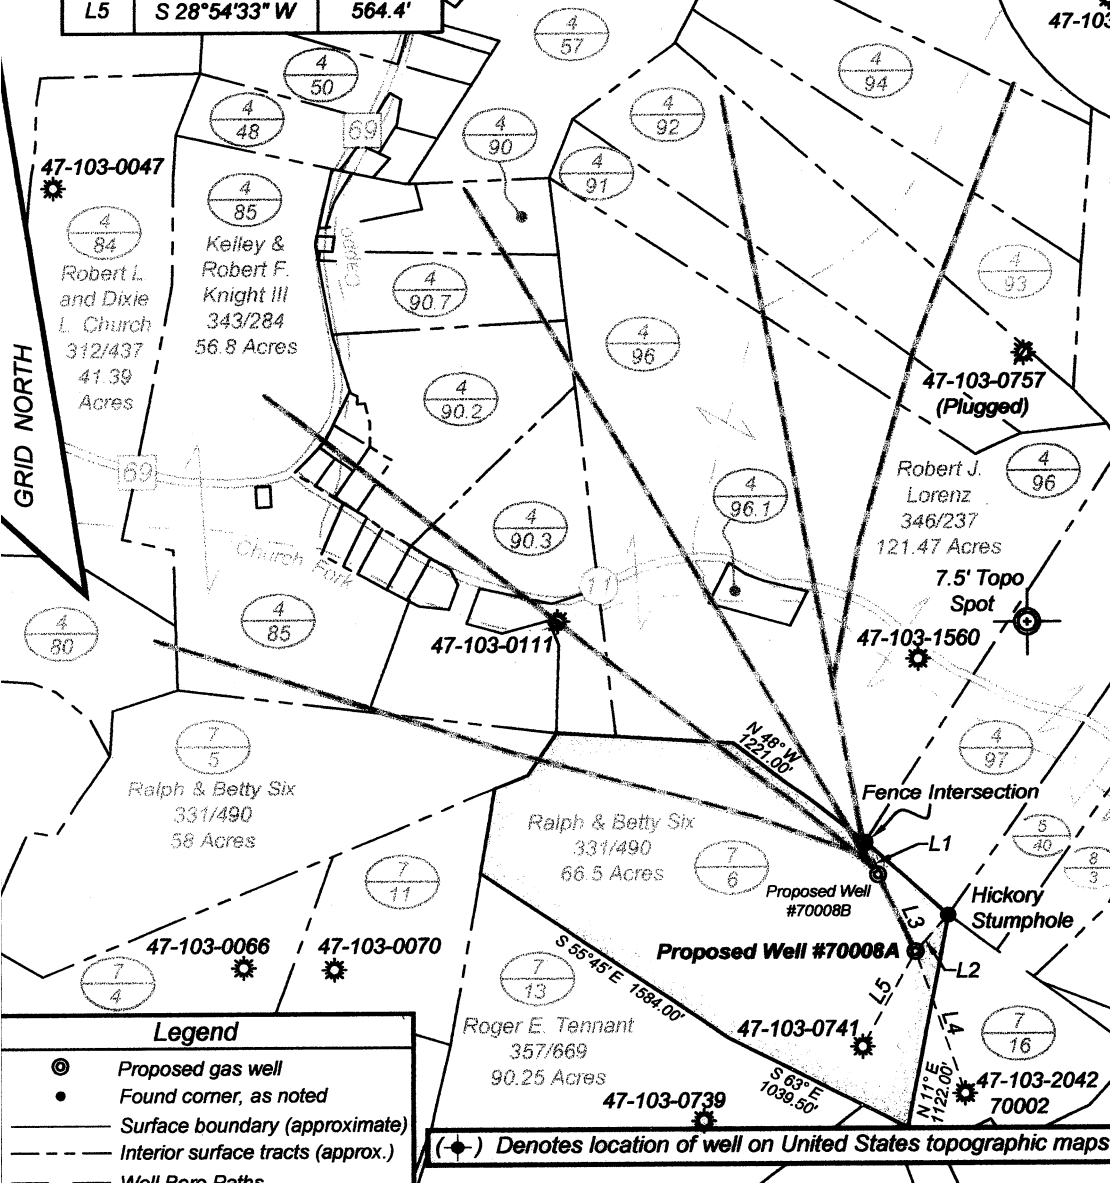 L5 S 28°54'33" W 564.4'
47-103
4
57
4
50
4
94
4
48
69
4
90
4
92
4
91
47-103-0047
4
84
Robert L.
and Dixie
L. Church
312/437
41.39
Acres
4
85
Kelley &
Robert F.
Knight III
343/284
56.8 Acres
Cappo
4
90.7
4
93
4
96
47-103-0757
(Plugged)
4
90.2
GRID NORTH
69
Robert J.
Lorenz
346/237
121.47 Acres
4
96
4
96.1
4
90.3
Church Fork
11
7.5' Topo
Spot
4
80
4
85
47-103-0111
47-103-1560
N 48° W
1221.00'
4
97
7
5
Ralph & Betty Six
331/490
58 Acres
Fence Intersection
Ralph & Betty Six
331/490
66.5 Acres
7
6
L1
5
40
8
3
7
11
Proposed Well
#70008B
Hickory
Stumphole
L3
47-103-0066
47-103-0070
Proposed Well #70008A
L2
7
4
S 55°45' E 1584.00'
7
13
L5
Roger E. Tennant
357/669
90.25 Acres
47-103-0741
L4
7
16
S 63° E
1039.50'
N 11° E
1122.00'
47-103-2042
70002
47-103-0739
Legend
Proposed gas well
Found corner, as noted
Surface boundary (approximate)
Interior surface tracts (approx.)
Well Bore Paths
( ) Denotes location of well on United States topographic maps